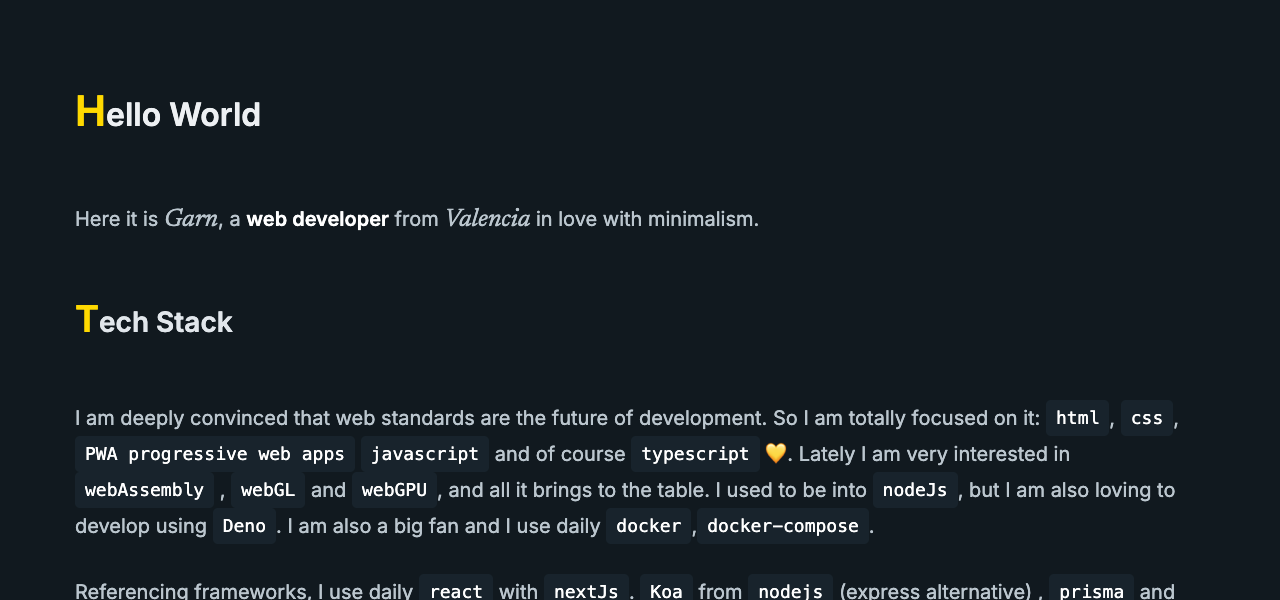 Hello World
Here it is Garn, a web developer from Valencia in love with minimalism.
Tech Stack
I am deeply convinced that web standards are the future of development. So I am totally focused on it: html , css ,
PWA progressive web apps javascript and of course typescript 💛. Lately I am very interested in
webAssembly , webGL and webGPU , and all it brings to the table. I used to be into nodeJs , but I am also loving to
develop using Deno . I am also a big fan and I use daily docker , docker-compose .
Referencing frameworks, I use daily react with nextJs . Koa from nodejs (express alternative) , prisma and